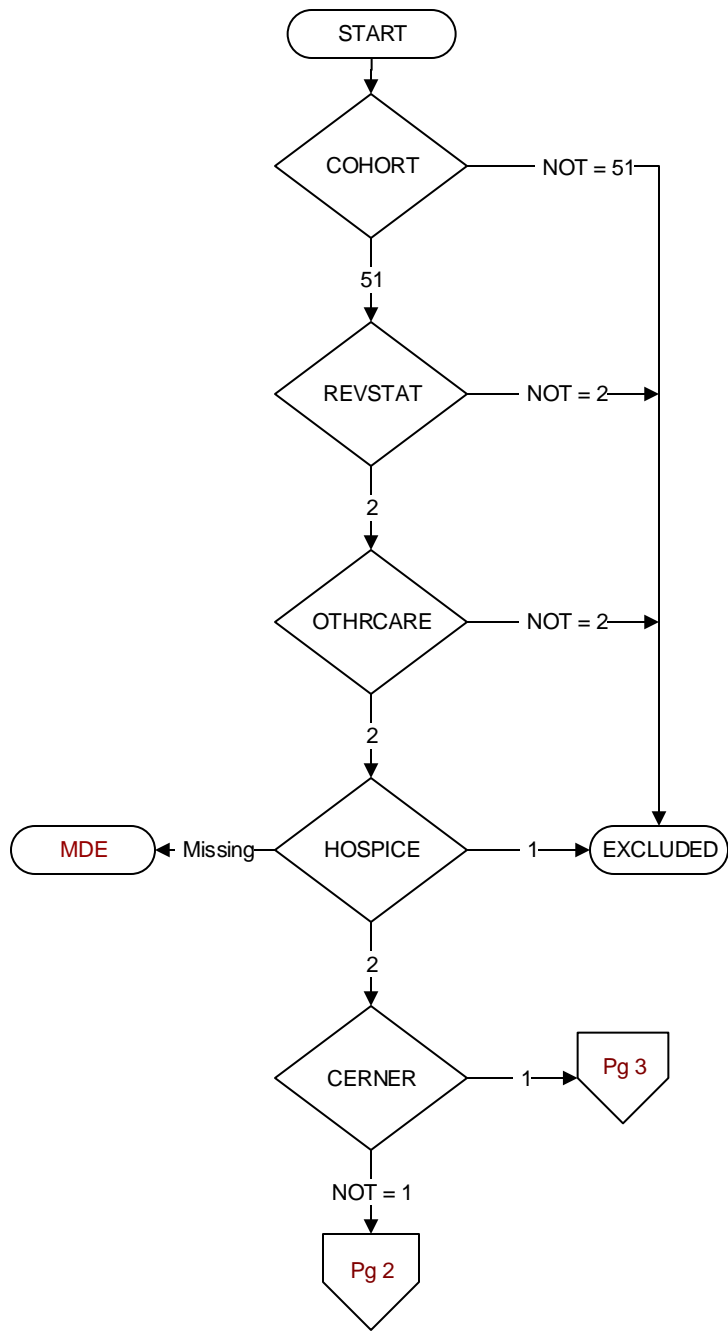 START
COHORT
NOT = 51
51
REVSTAT
NOT = 2
2
OTHRCARE
NOT = 2
2
MDE
Missing
HOSPICE
1
EXCLUDED
2
CERNER
1
Pg 3
NOT = 1
Pg 2